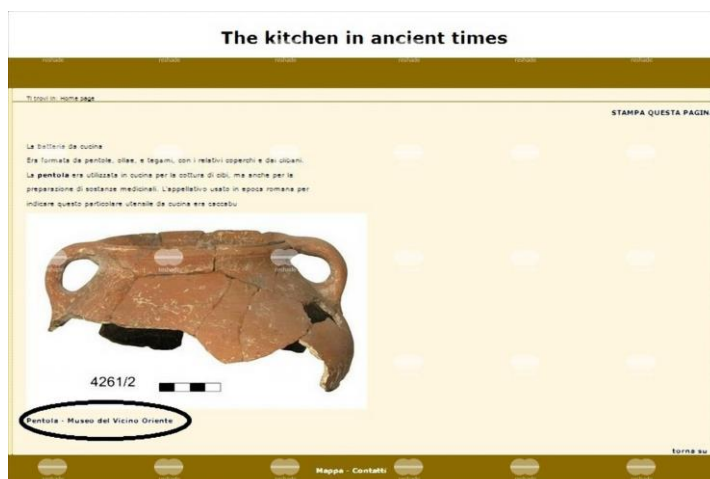 The kitchen in ancient times
Ti trovi in: Home page
STAMPA QUESTA PAGIN
La batteria da cucina
Era formata da pentole, ollae, e tegami, con i relativi coperchi e dei clibani.
La pentola era utilizzata in cucina per la cottura di cibi, ma anche per la
preparazione di sostanze medicinali. L'appellativo usato in epoca romana per
indicare questo particolare utensile da cucina era caccabu
4261/2
Pentola - Museo del Vicino Oriente
torna su
Mappa - Contatti